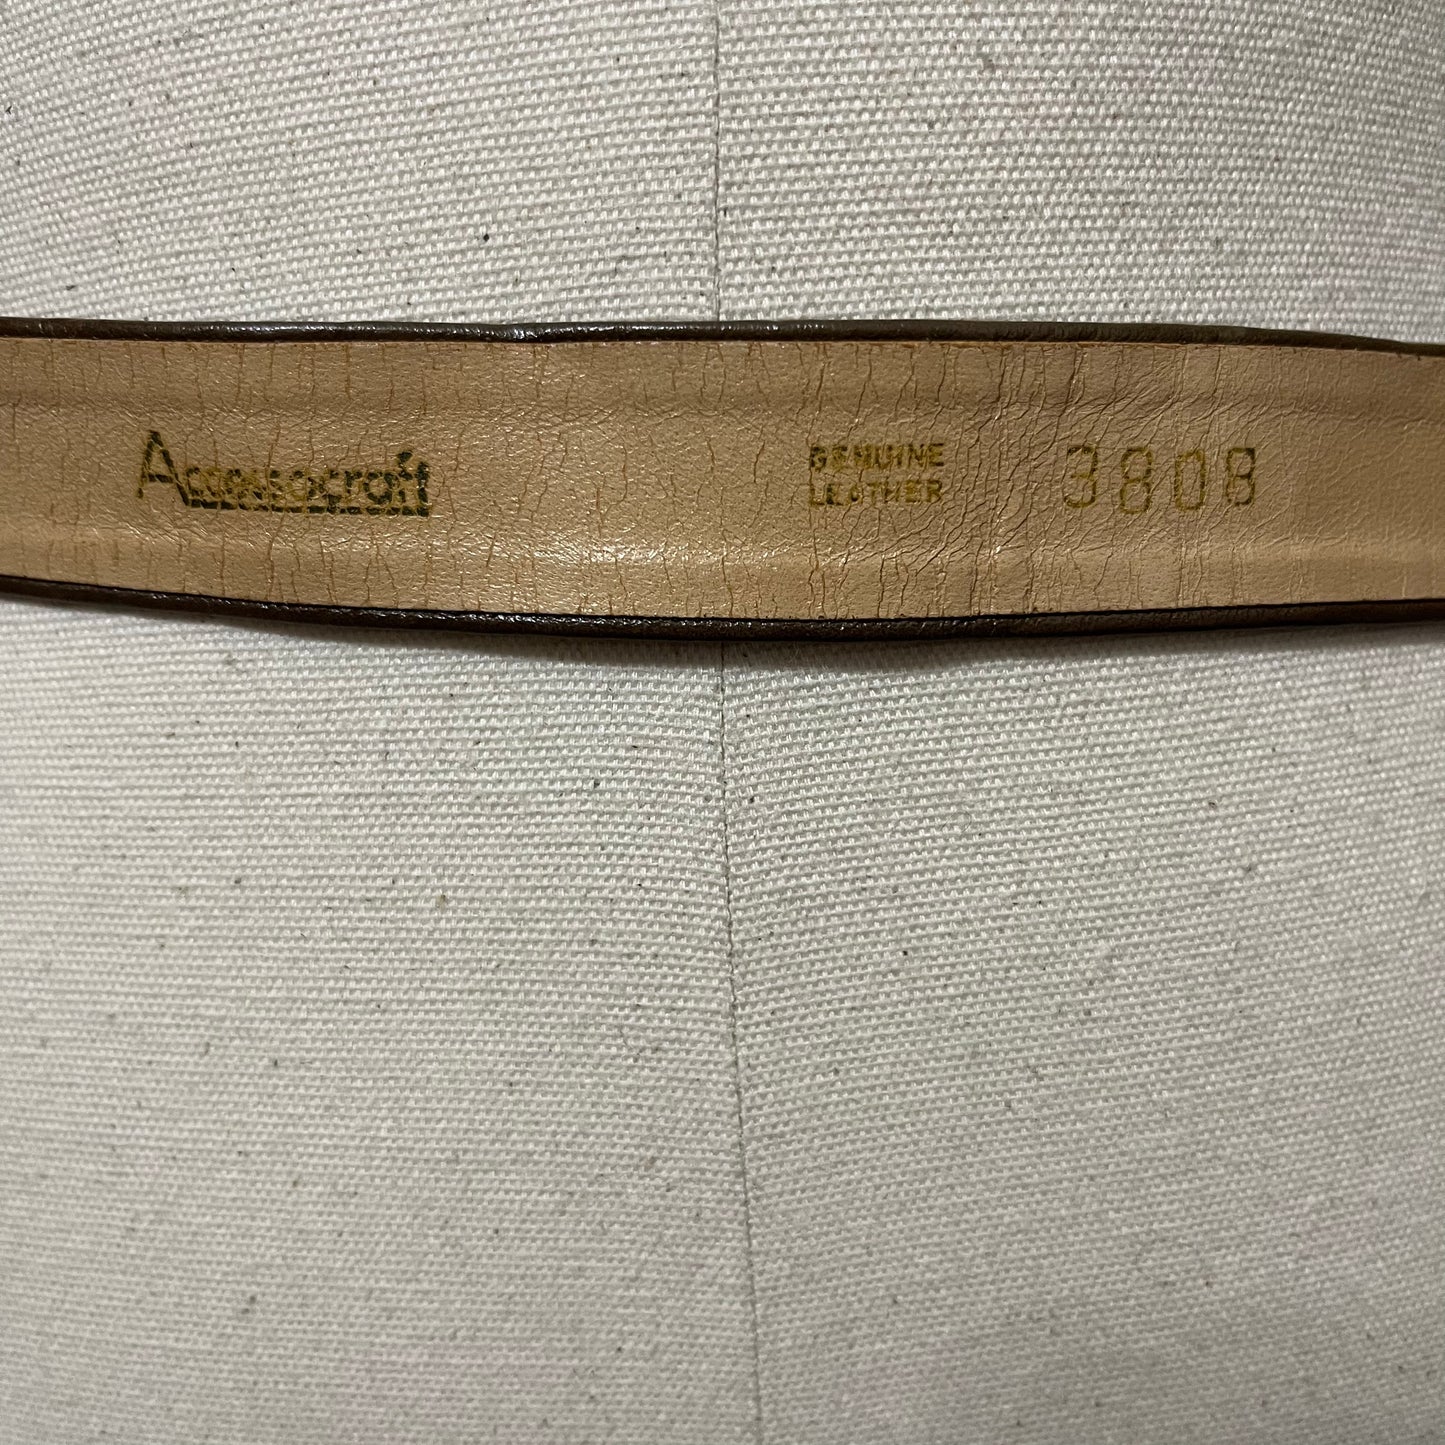 Accessocraft
GENUINE
LEATHER
3808